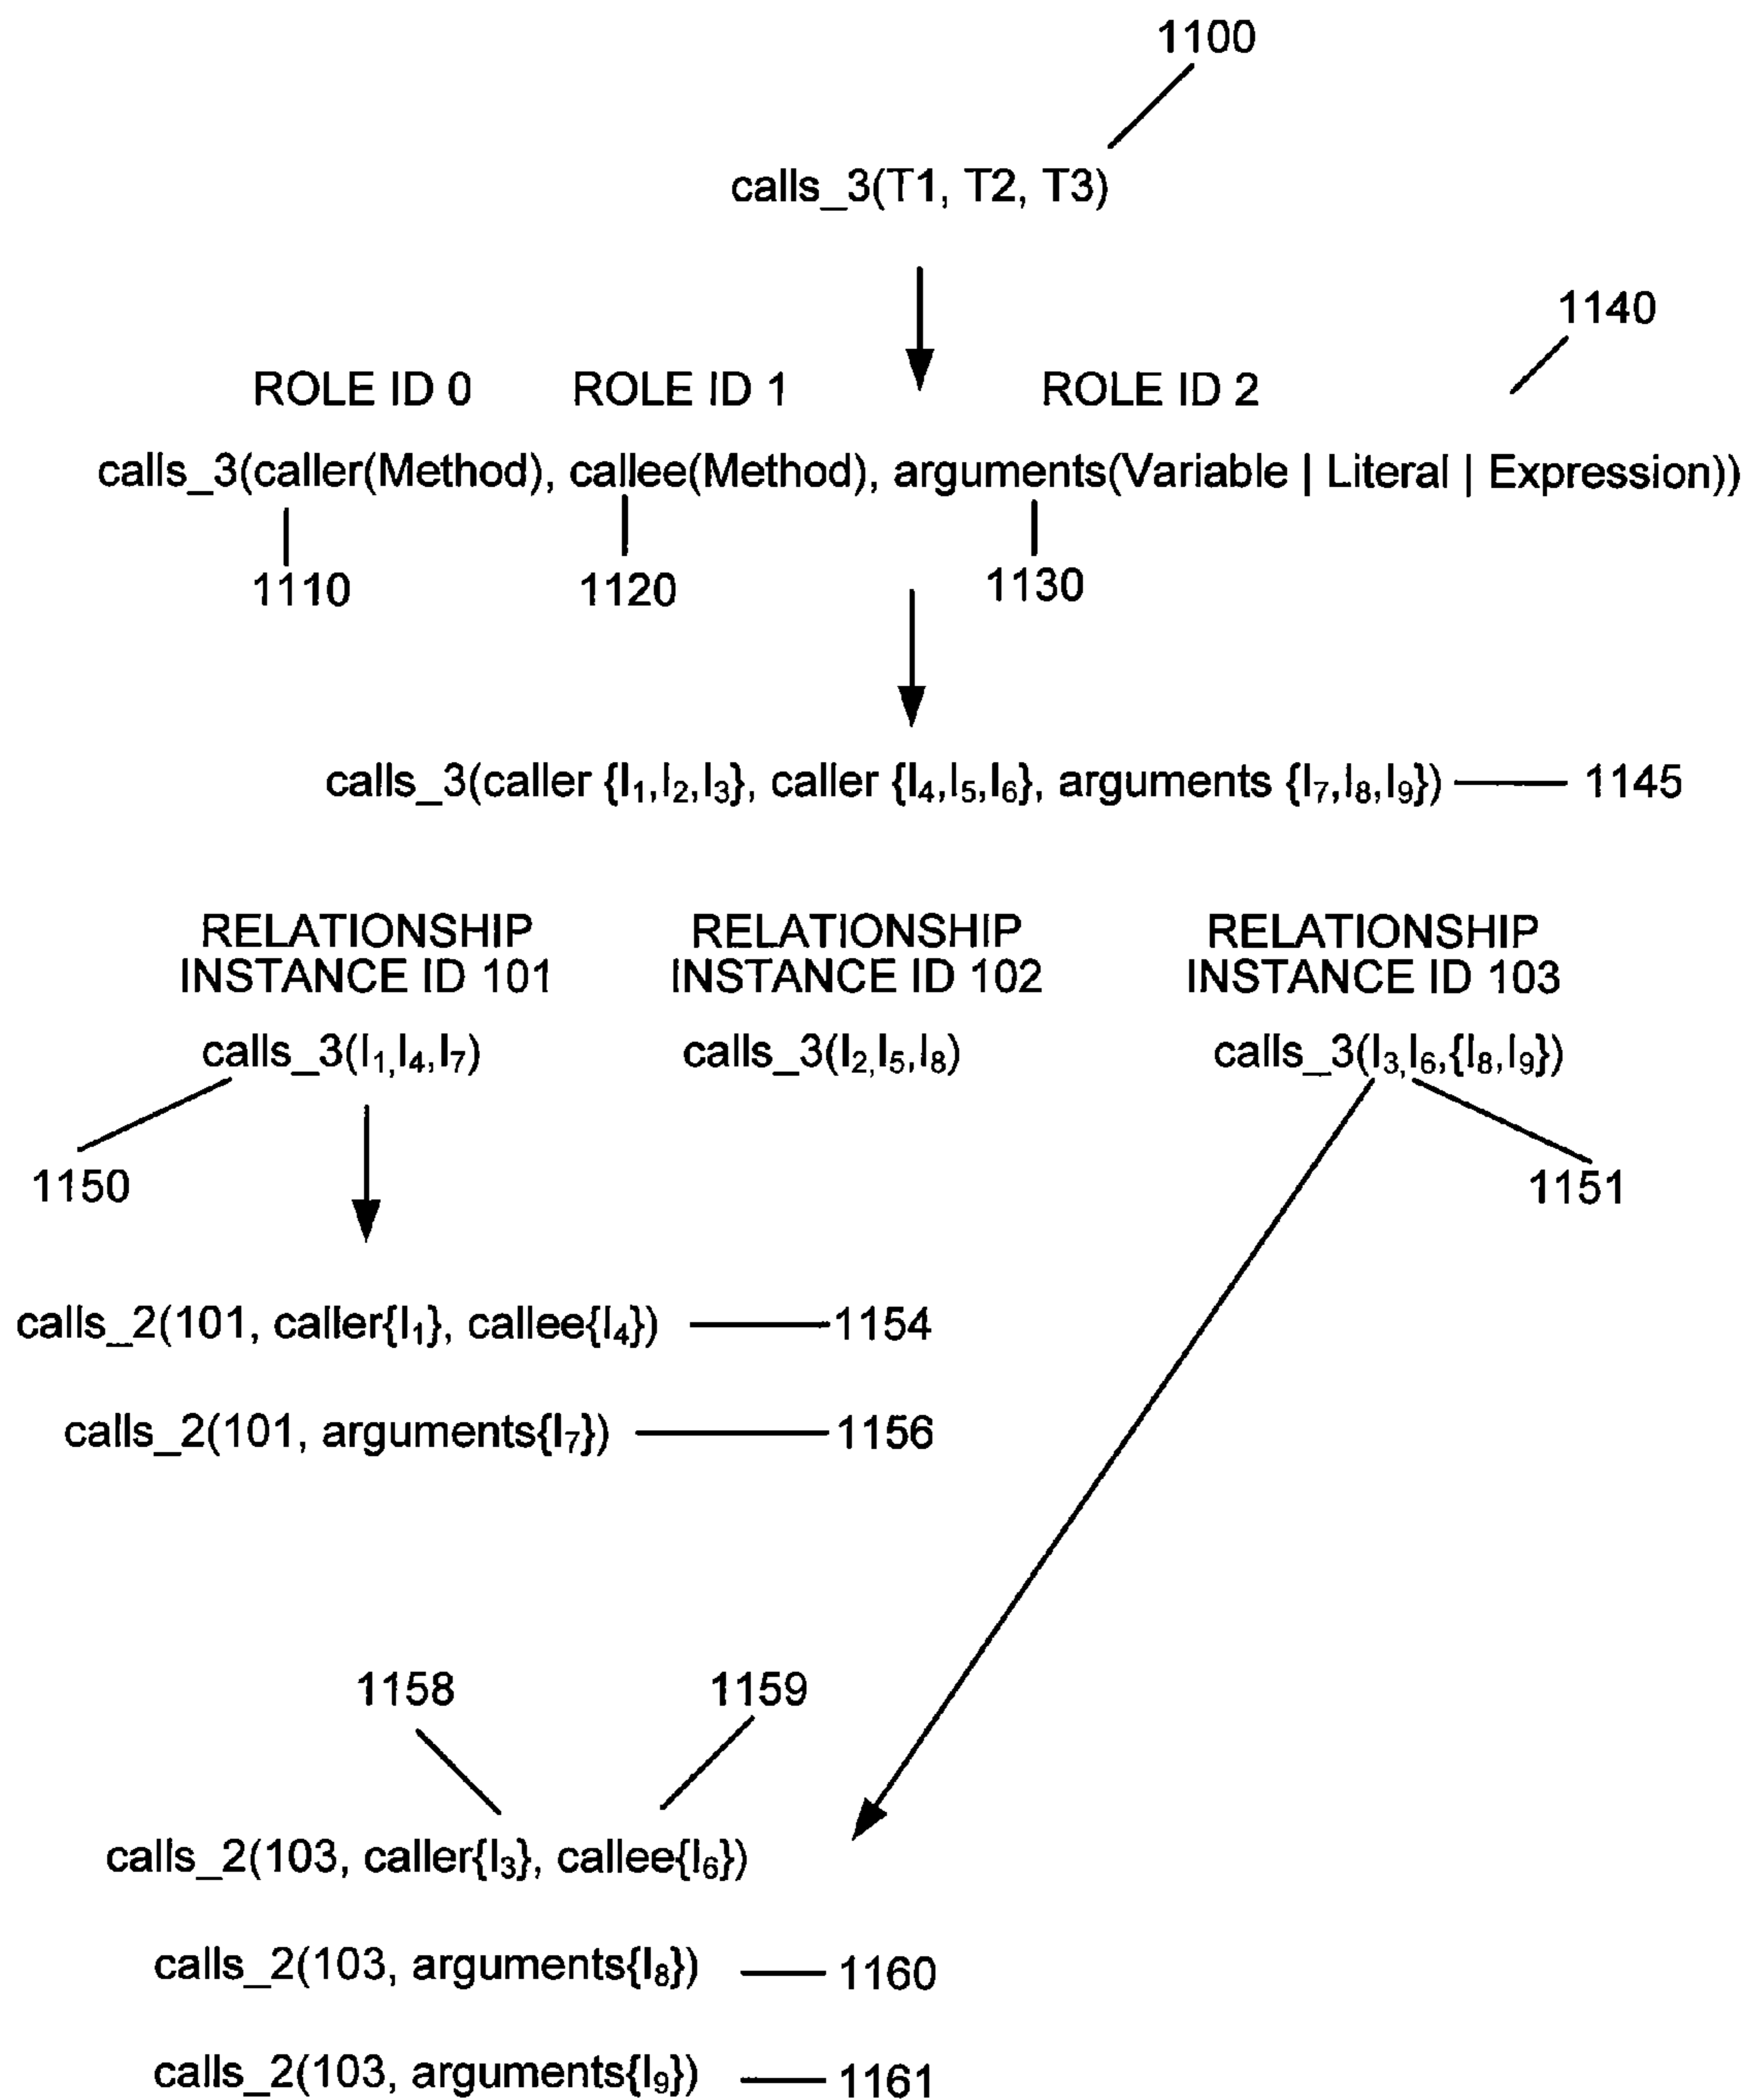 1100
calls_3(T1, T2, T3)
1140
ROLE ID 0 ROLE ID 1 ROLE ID 2
calls_3(caller(Method), callee(Method), arguments(Variable | Literal | Expression))
1110 1120 1130
calls_3(caller {I₁,I₂,I₃}, caller {I₄,I₅,I₆}, arguments {I₇,I₈,I₉}) 1145
RELATIONSHIP RELATIONSHIP RELATIONSHIP
INSTANCE ID 101 INSTANCE ID 102 INSTANCE ID 103
calls_3(I₁,I₄,I₇) calls_3(I₂,I₅,I₈) calls_3(I₃,I₆,{I₈,I₉})
1150 1151
calls_2(101, caller{I₁}, callee{I₄}) 1154
calls_2(101, arguments{I₇}) 1156
1158 1159
calls_2(103, caller{I₃}, callee{I₆})
calls_2(103, arguments{I₈}) 1160
calls_2(103, arguments{I₉}) 1161